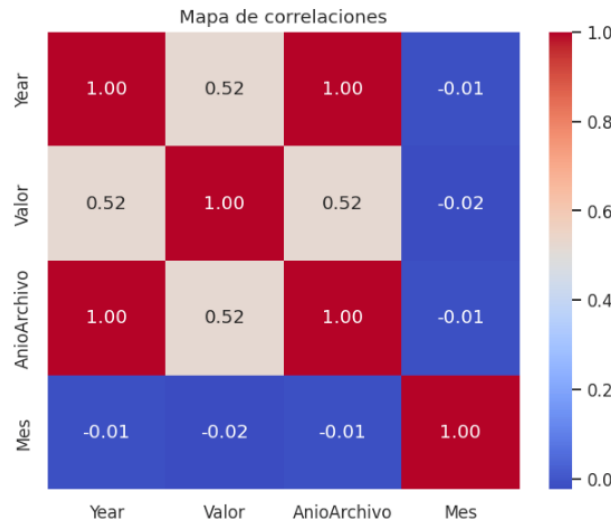 Mapa de correlaciones
Year 1.00 0.52 1.00 -0.01
Valor 0.52 1.00 0.52 -0.02
AnioArchivo 1.00 0.52 1.00 -0.01
Mes -0.01 -0.02 -0.01 1.00
Year Valor AnioArchivo Mes
1.0
0.8
0.6
0.4
0.2
0.0